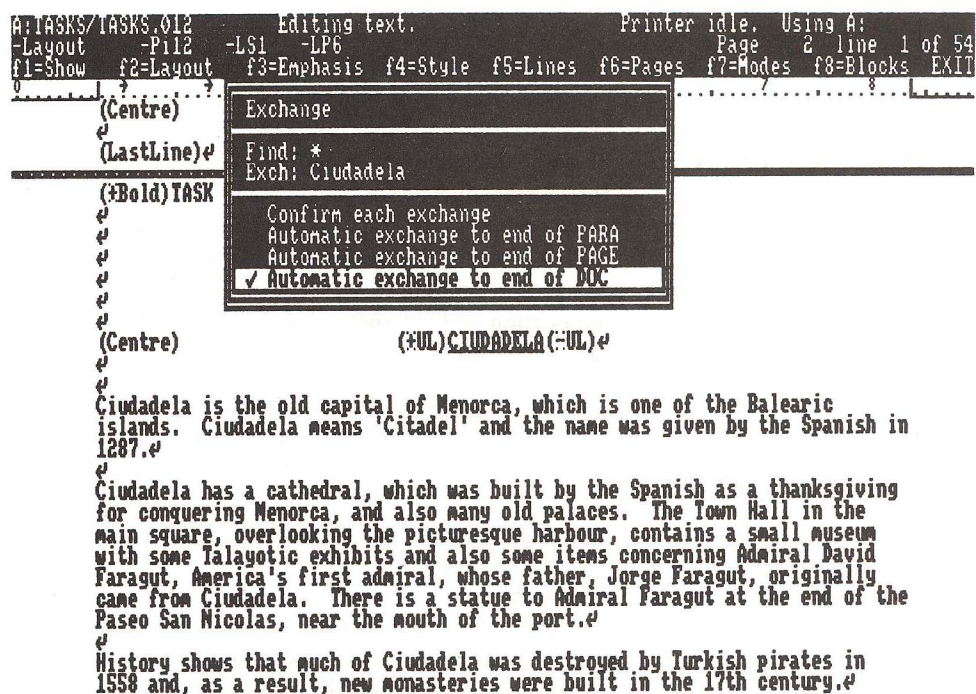 A:TASKS/TASKS.012 Editing text. Printer idle. Using A:
-Layout -Pi12 -LS1 -LP6 Page 2 line 1 of 54
f1=Show f2=Layout f3=Emphasis f4=Style f5=Lines f6=Pages f7=Modes f8=Blocks EXIT
0 7 8
(Centre)
Exchange
(LastLine)↵
Find: *
Exch: Ciudadela
(+Bold)TASK
Confirm each exchange
Automatic exchange to end of PARA
Automatic exchange to end of PAGE
✓ Automatic exchange to end of DOC
(Centre) (+UL)CIUDADELA(-UL)↵
Ciudadela is the old capital of Menorca, which is one of the Balearic
islands. Ciudadela means 'Citadel' and the name was given by the Spanish in
1287.↵
Ciudadela has a cathedral, which was built by the Spanish as a thanksgiving
for conquering Menorca, and also many old palaces. The Town Hall in the
main square, overlooking the picturesque harbour, contains a small museum
with some Talayotic exhibits and also some items concerning Admiral David
Faragut, America's first admiral, whose father, Jorge Faragut, originally
came from Ciudadela. There is a statue to Admiral Faragut at the end of the
Paseo San Nicolas, near the mouth of the port.↵
History shows that much of Ciudadela was destroyed by Turkish pirates in
1558 and, as a result, new monasteries were built in the 17th century.↵